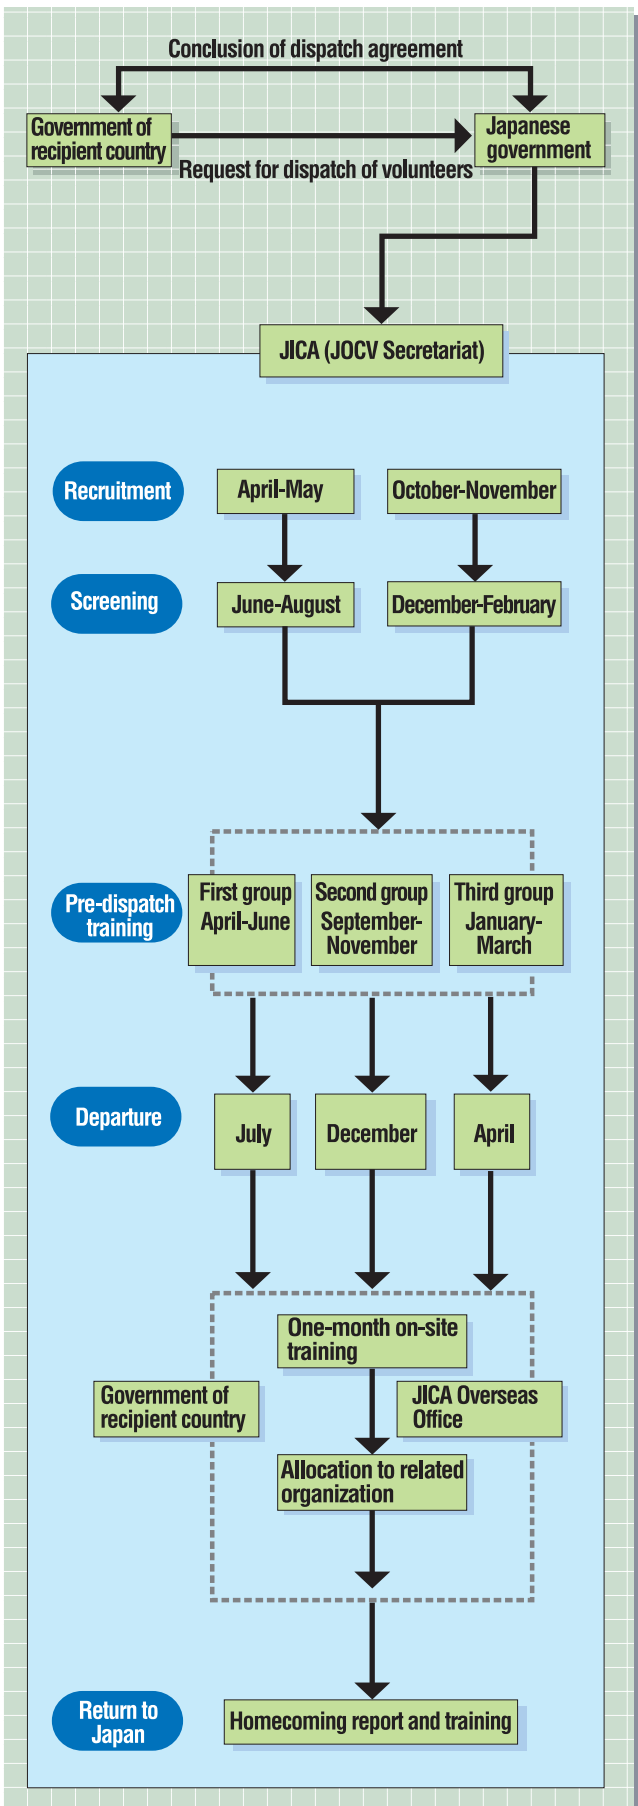 Conclusion of dispatch agreement
Government of
recipient country
Japanese
government
Request for dispatch of volunteers
JICA (JOCV Secretariat)
Recruitment
April-May
October-November
Screening
June-August
December-February
Pre-dispatch
training
First group
April-June
Second group
September-
November
Third group
January-
March
Departure
July
December
April
One-month on-site
training
Government of
recipient country
JICA Overseas
Office
Allocation to related
organization
Return to
Japan
Homecoming report and training